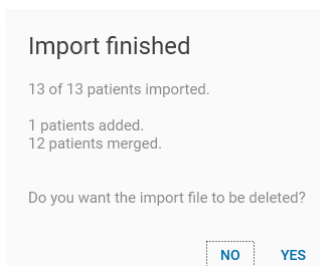 Import finished
13 of 13 patients imported.
1 patients added.
12 patients merged.
Do you want the import file to be deleted?
NO YES